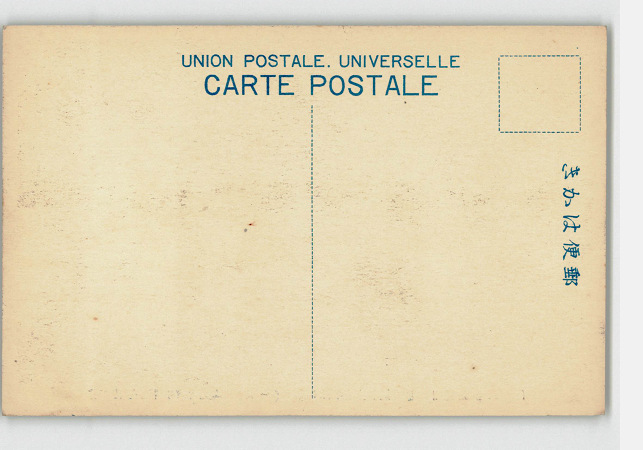 UNION POSTALE. UNIVERSELLE
CARTE POSTALE
郵便はかき